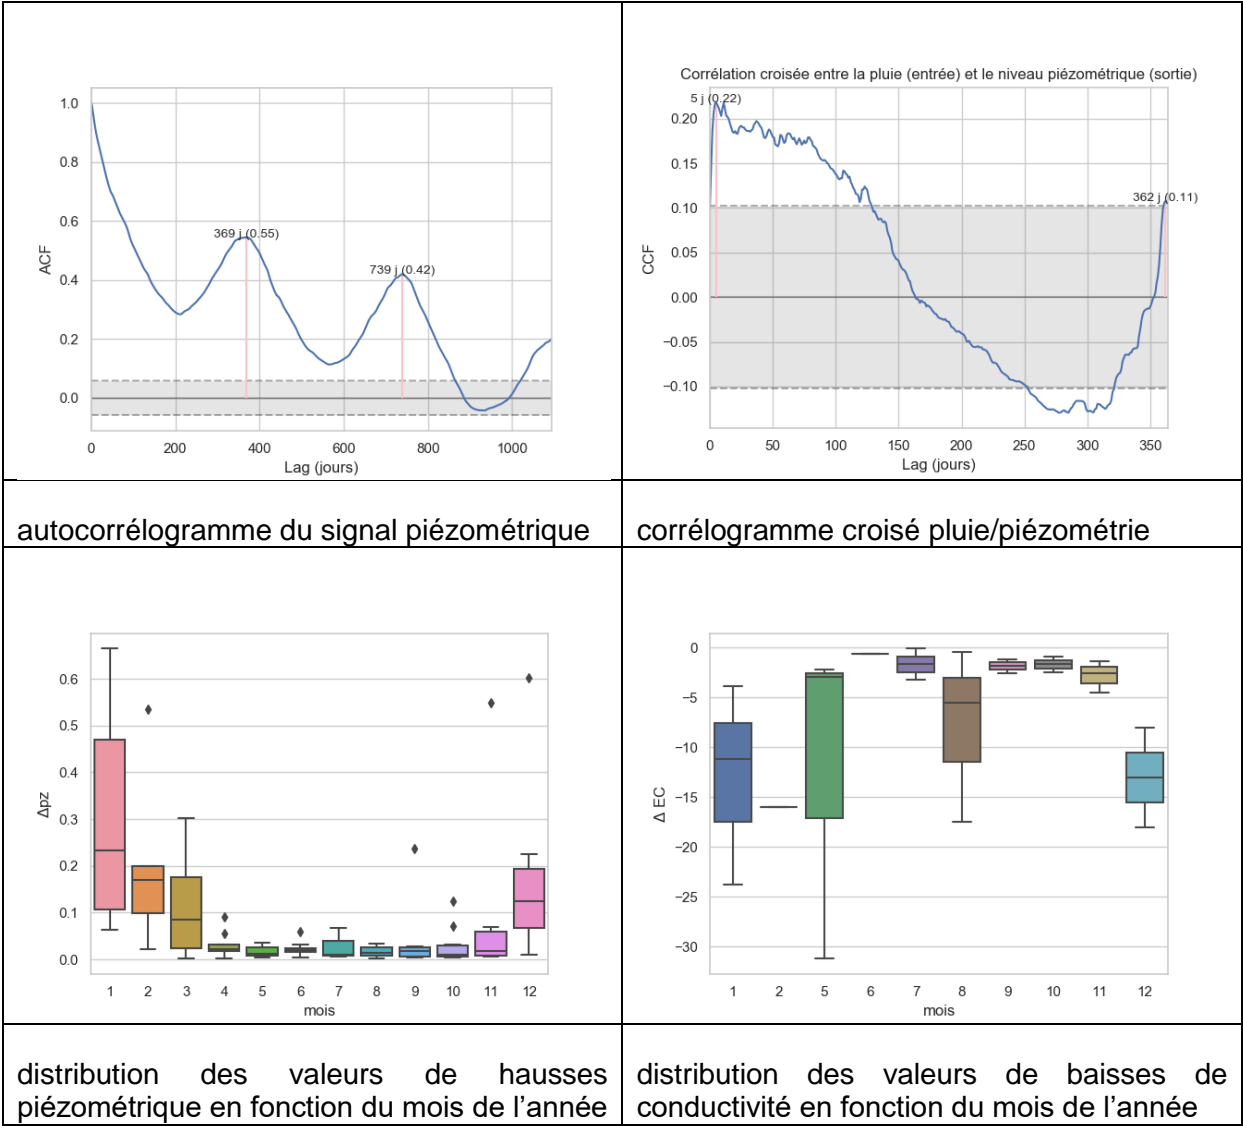 1.0
0.8
0.6
0.4
0.2
0.0
ACF
369 j (0.55)
739 j (0.42)
0 200 400 600 800 1000
Lag (jours)
Corrélation croisée entre la pluie (entrée) et le niveau piézométrique (sortie)
5 j (0.22)
0.20
0.15
0.10
0.05
0.00
−0.05
−0.10
CCF
362 j (0.11)
0 50 100 150 200 250 300 350
Lag (jours)
autocorrélogramme du signal piézométrique
corrélogramme croisé pluie/piézométrie
0.6
0.5
0.4
0.3
0.2
0.1
0.0
Δpz
1 2 3 4 5 6 7 8 9 10 11 12
mois
0
−5
−10
−15
−20
−25
−30
Δ EC
1 2 5 6 7 8 9 10 11 12
mois
distribution des valeurs de hausses
piézométrique en fonction du mois de l’année
distribution des valeurs de baisses de
conductivité en fonction du mois de l’année